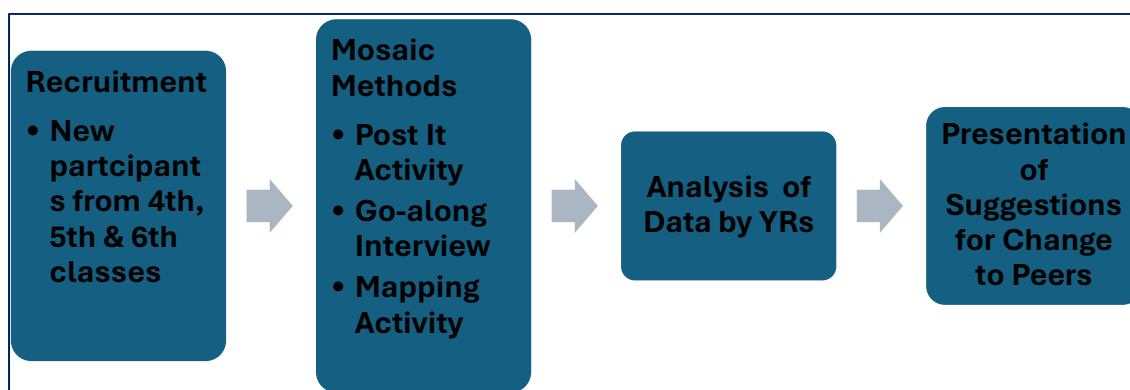 Recruitment
• New
partcipant
s from 4th,
5th & 6th
classes
Mosaic
Methods
• Post It
Activity
• Go-along
Interview
• Mapping
Activity
Analysis of
Data by YRs
Presentation
of
Suggestions
for Change
to Peers